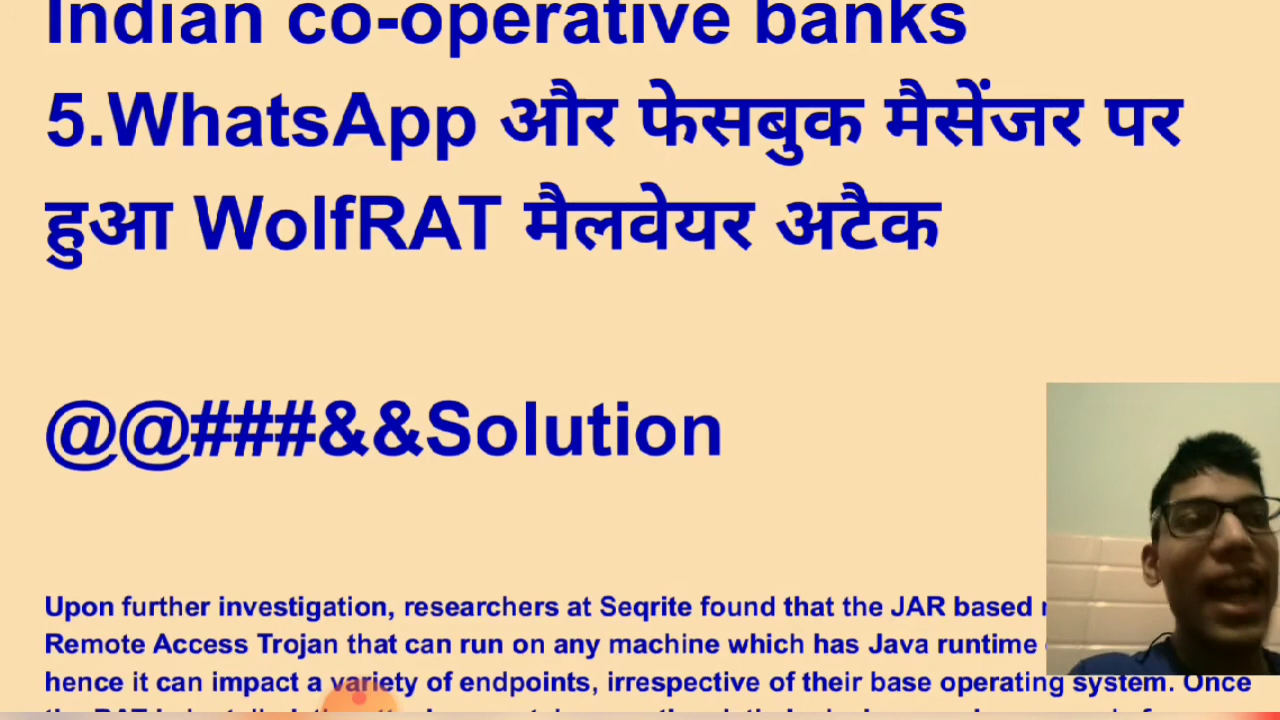 Indian co-operative banks
5.WhatsApp और फेसबुक मैसेंजर पर
हुआ WolfRAT मैलवेयर अटैक
@@###&&Solution
Upon further investigation, researchers at Seqrite found that the JAR based
Remote Access Trojan that can run on any machine which has Java runtime
hence it can impact a variety of endpoints, irrespective of their base operating system. Once